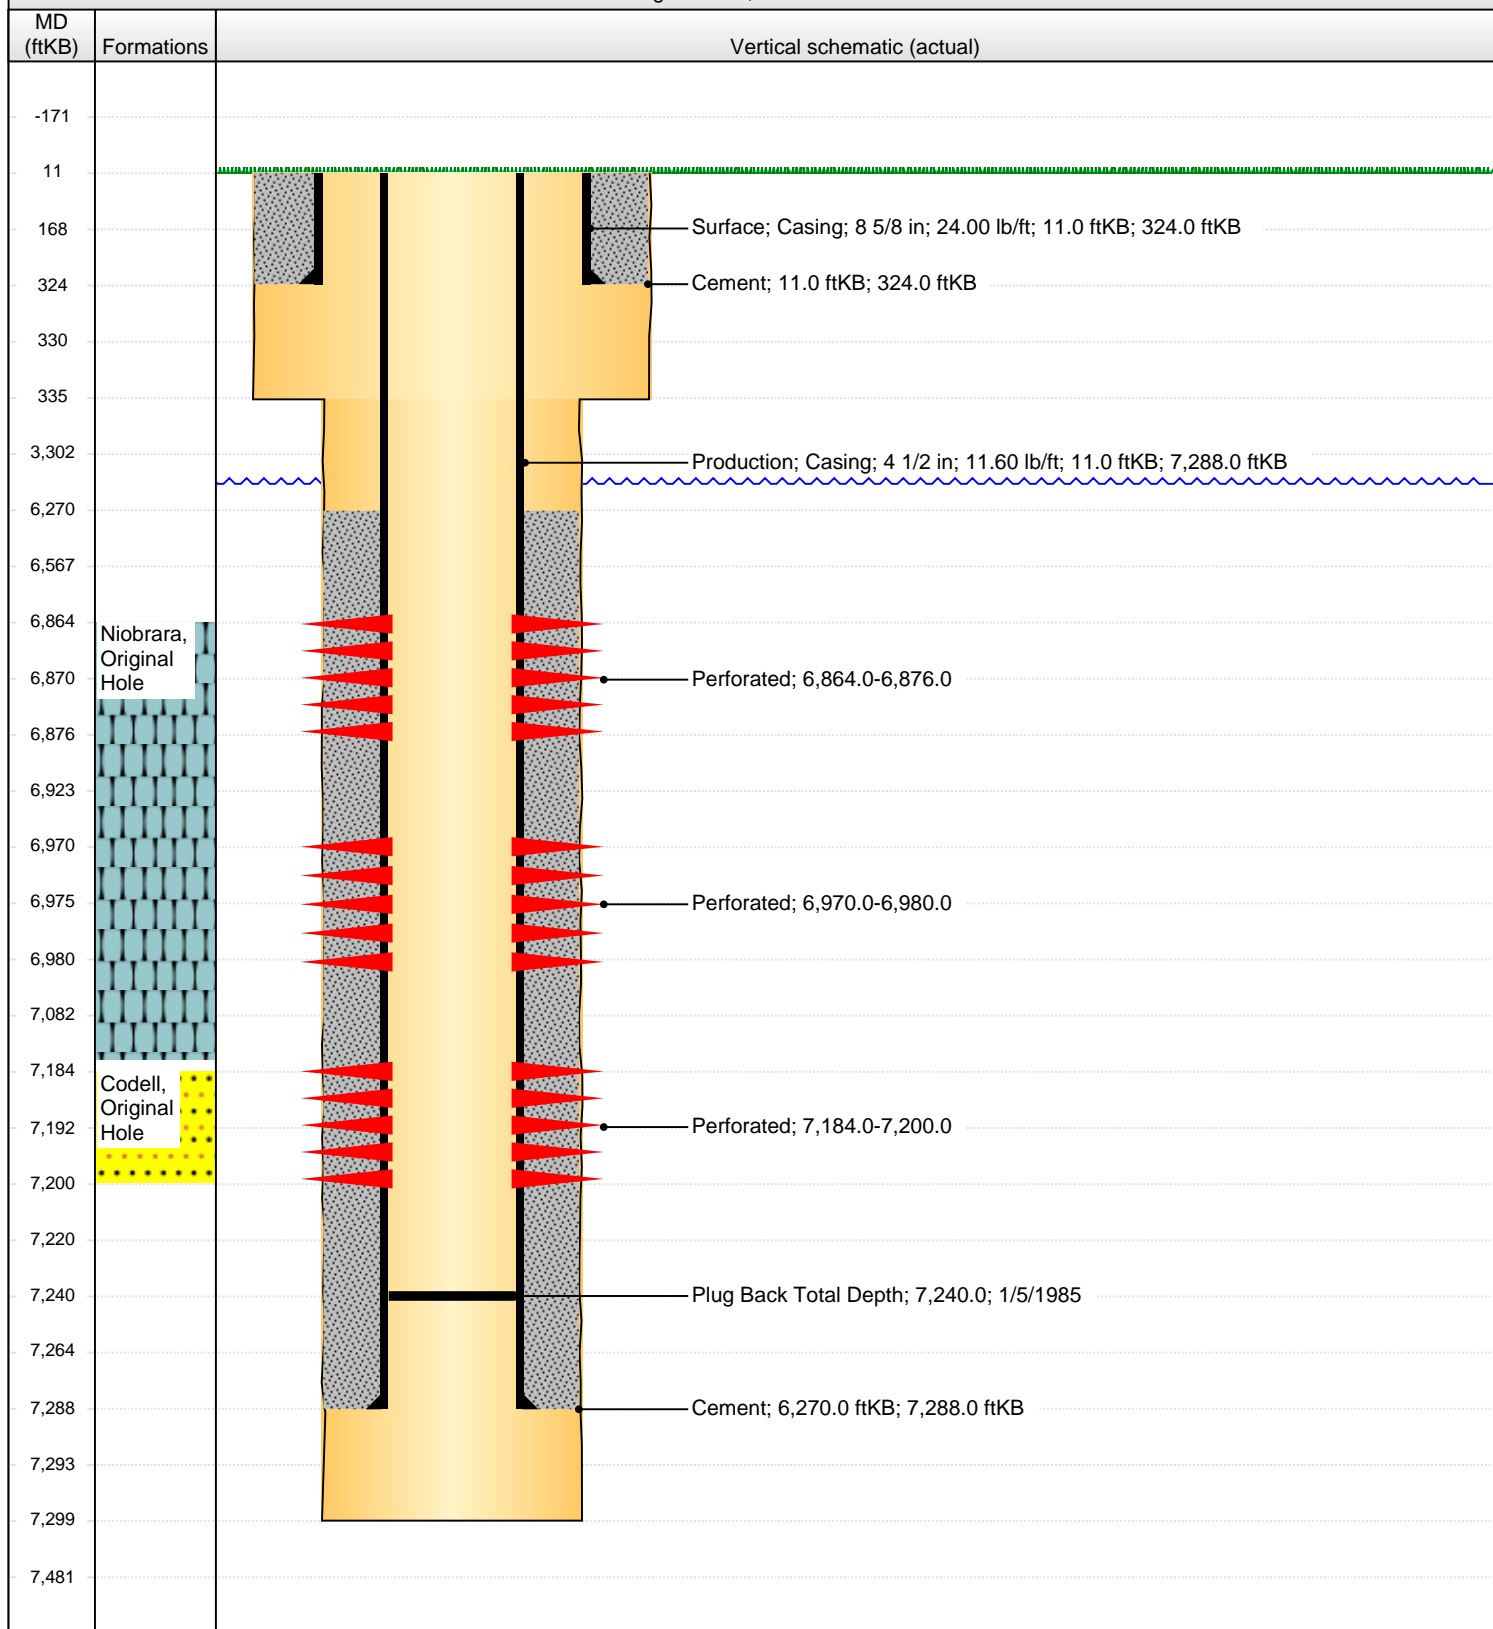 MD
(ftKB)
Formations
Vertical schematic (actual)
-171
11
168
Surface; Casing; 8 5/8 in; 24.00 lb/ft; 11.0 ftKB; 324.0 ftKB
324
Cement; 11.0 ftKB; 324.0 ftKB
330
335
3,302
Production; Casing; 4 1/2 in; 11.60 lb/ft; 11.0 ftKB; 7,288.0 ftKB
6,270
6,567
6,864
Niobrara,
Original
Hole
6,870
Perforated; 6,864.0-6,876.0
6,876
6,923
6,970
6,975
Perforated; 6,970.0-6,980.0
6,980
7,082
7,184
Codell,
Original
Hole
7,192
Perforated; 7,184.0-7,200.0
7,200
7,220
7,240
Plug Back Total Depth; 7,240.0; 1/5/1985
7,264
7,288
Cement; 6,270.0 ftKB; 7,288.0 ftKB
7,293
7,299
7,481